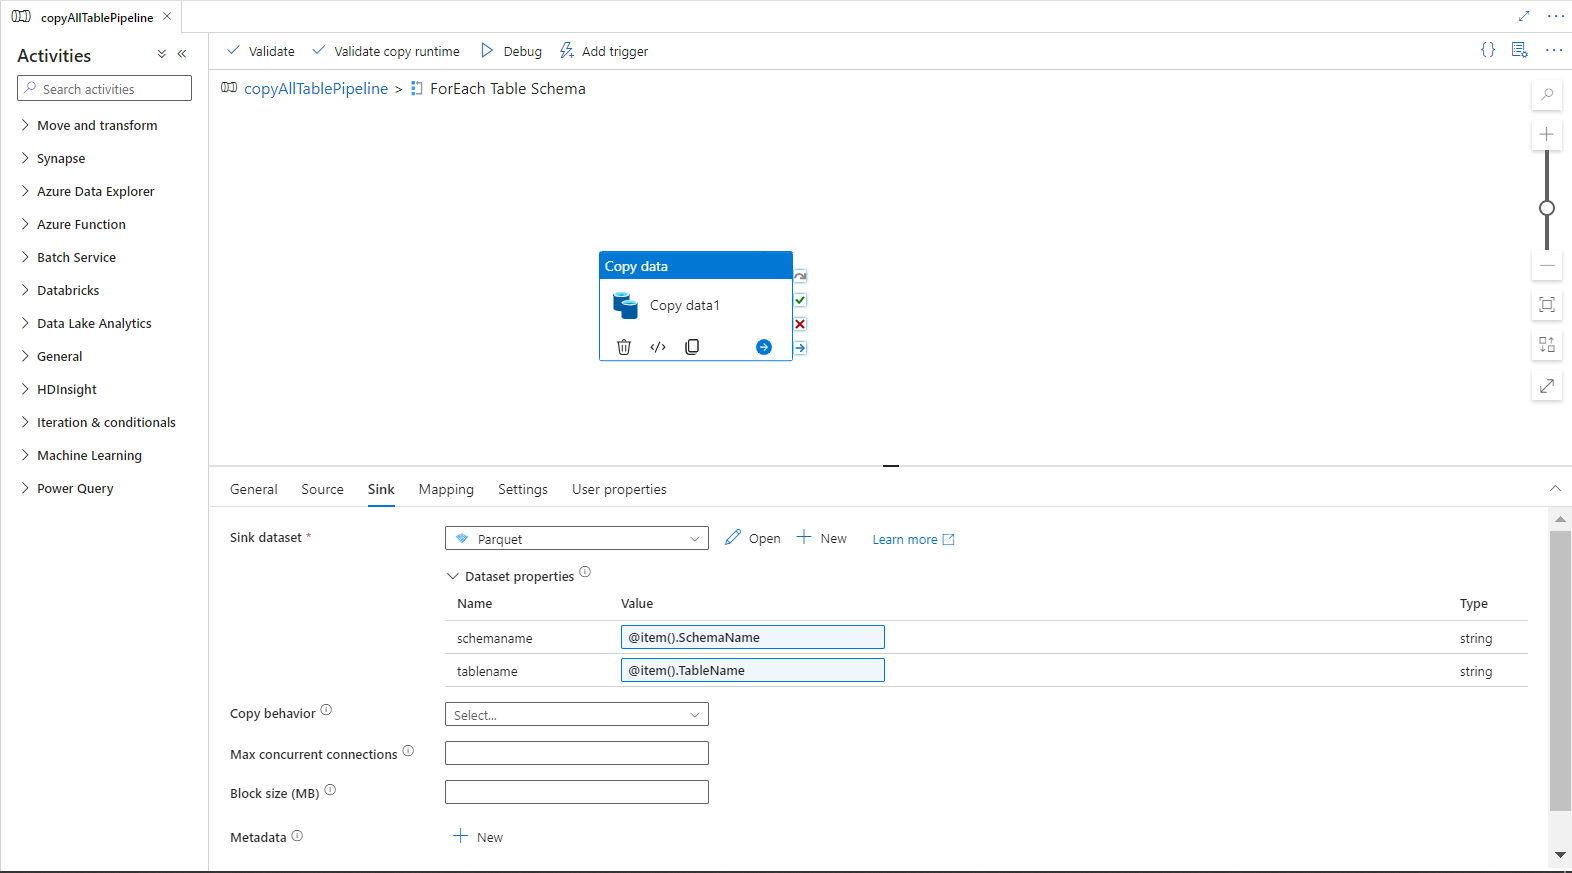 copyAllTablePipeline
Activities
Search activities
Move and transform
Synapse
Azure Data Explorer
Azure Function
Batch Service
Databricks
Data Lake Analytics
General
HDInsight
Iteration & conditionals
Machine Learning
Power Query
Validate Validate copy runtime Debug Add trigger
copyAllTablePipeline > ForEach Table Schema
Copy data
Copy data1
General Source Sink Mapping Settings User properties
Sink dataset * Parquet Open New Learn more
Dataset properties
Name Value Type
schemaname @item().SchemaName string
tablename @item().TableName string
Copy behavior Select...
Max concurrent connections
Block size (MB)
Metadata New